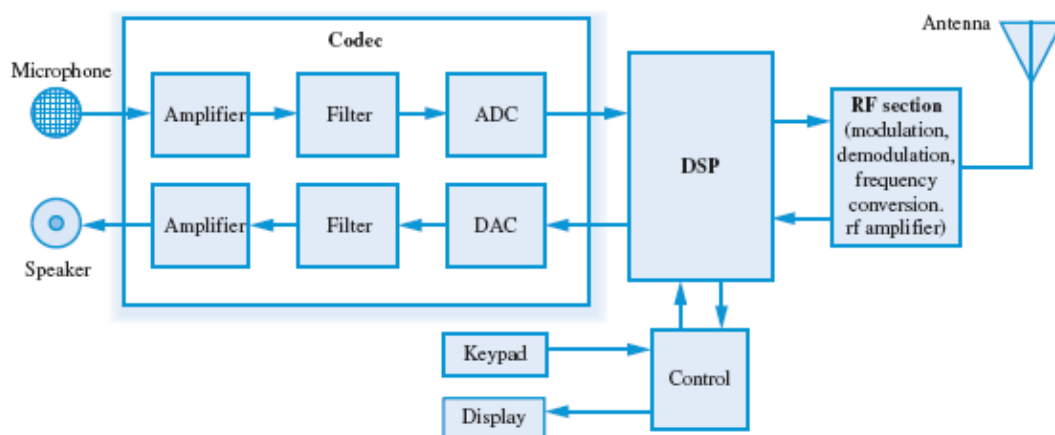 Codec
Antenna
Microphone
Amplifier
Filter
ADC
DSP
RF section
(modulation,
demodulation,
frequency
conversion.
rf amplifier)
Amplifier
Filter
DAC
Speaker
Keypad
Control
Display